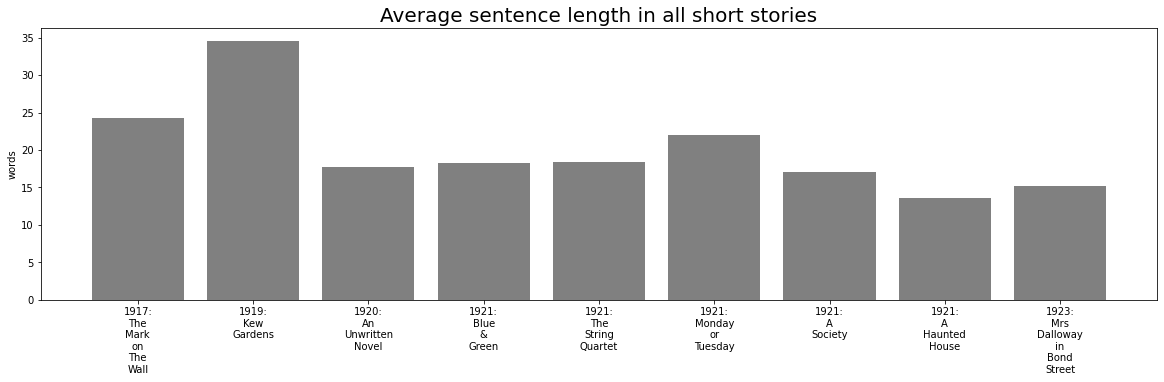 Average sentence length in all short stories
words
35
30
25
20
15
10
5
0
1917:
The
Mark
on
The
Wall
1919:
Kew
Gardens
1920:
An
Unwritten
Novel
1921:
Blue
&
Green
1921:
The
String
Quartet
1921:
Monday
or
Tuesday
1921:
A
Society
1921:
A
Haunted
House
1923:
Mrs
Dalloway
in
Bond
Street